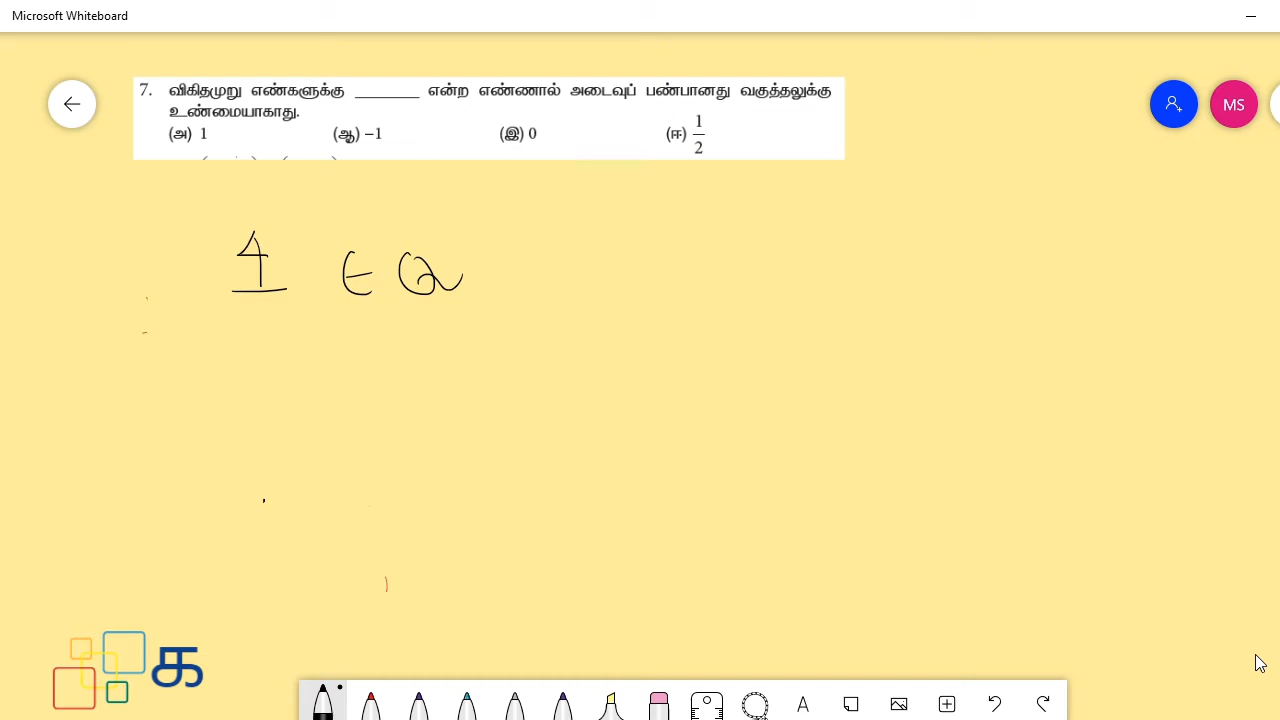 Microsoft Whiteboard
7. விகிதமுறு எண்களுக்கு ________ என்ற எண்ணால் அடைவுப் பண்பானது வகுத்தலுக்கு
உண்மையாகாது.
(அ) 1 (ஆ) −1 (இ) 0 (ஈ) 1/2
MS
4 ∈ Q
க
A